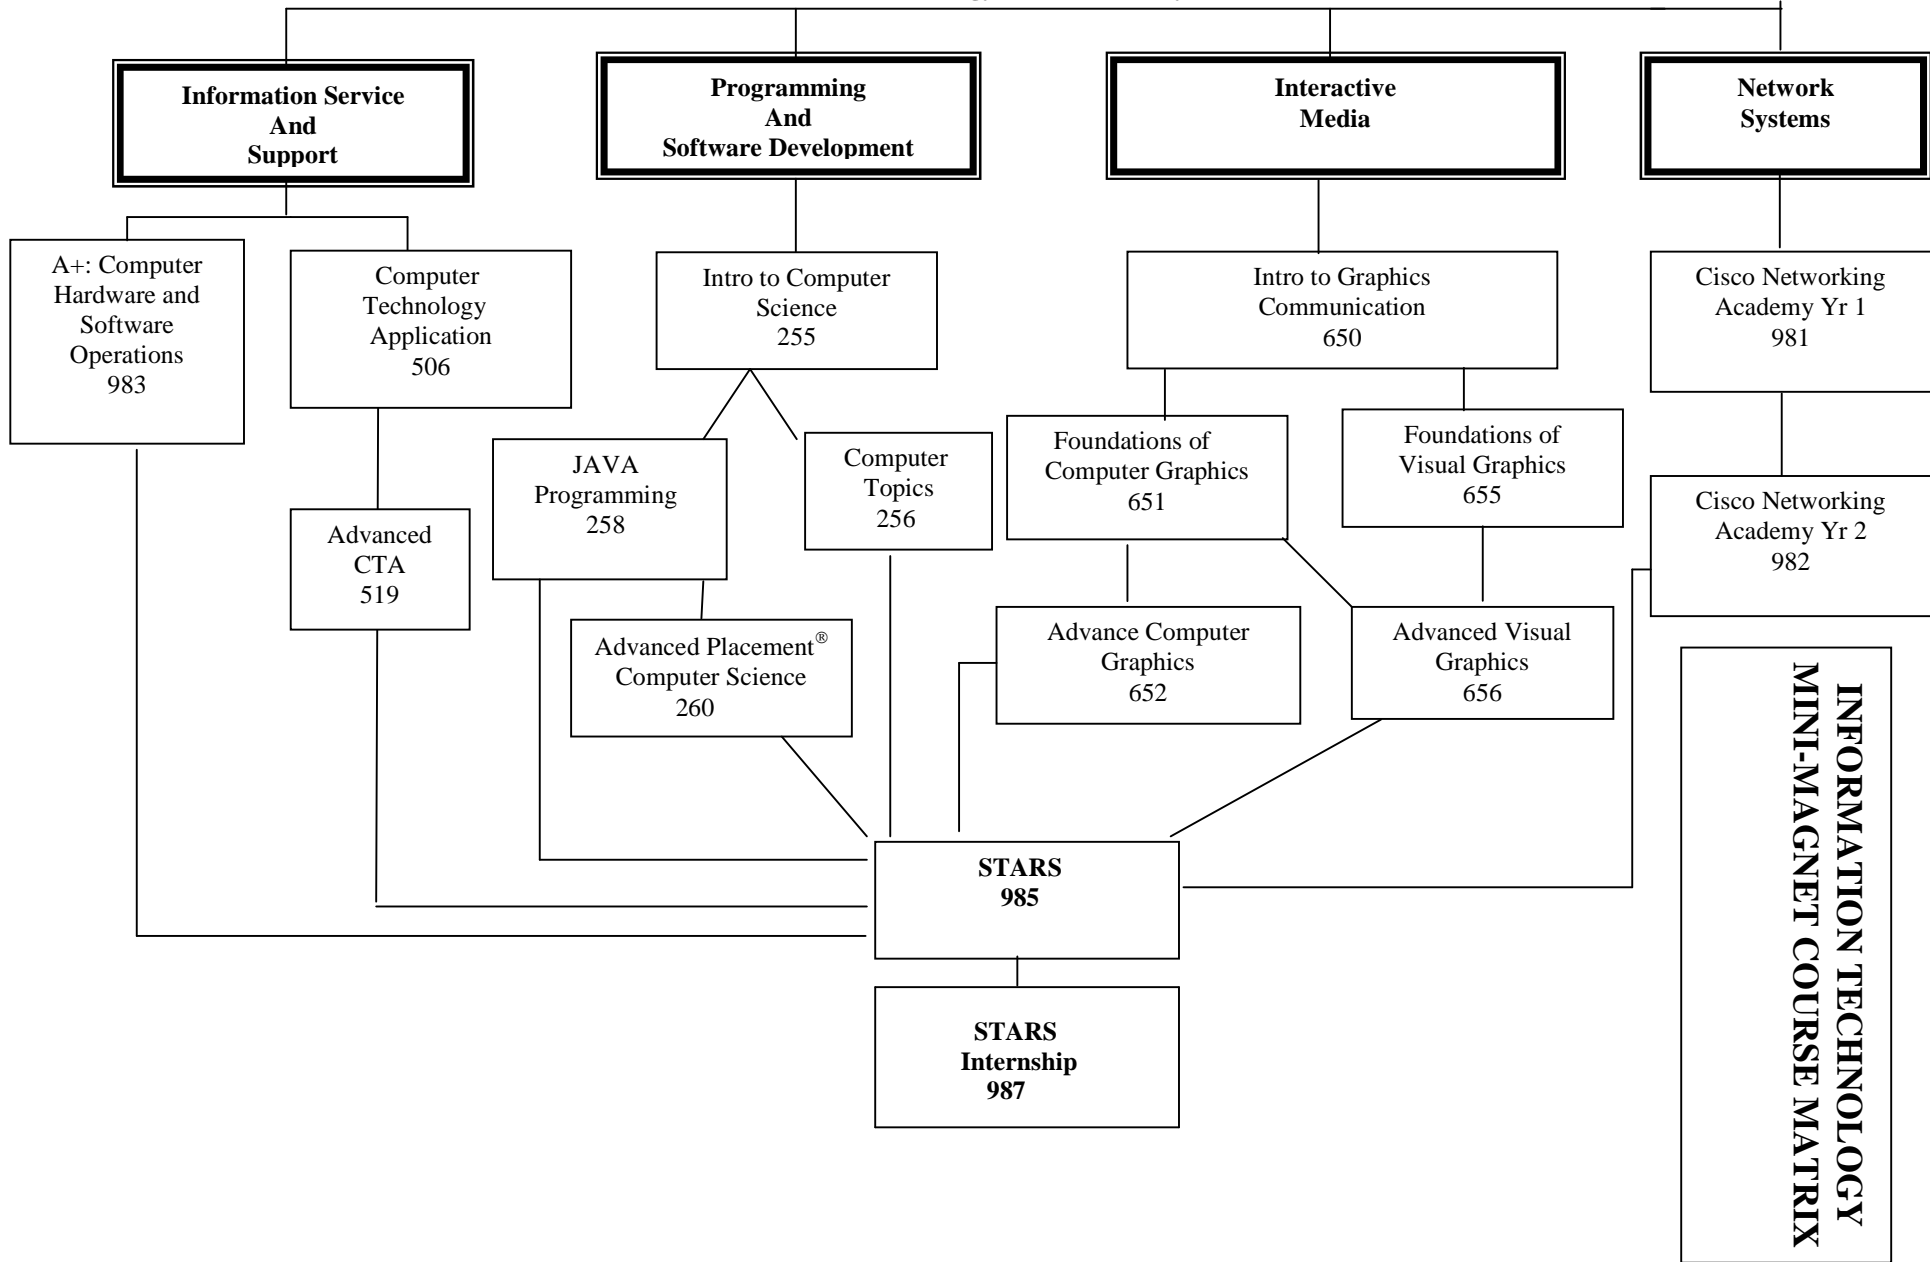 Information Service
And
Support
Programming
And
Software Development
Interactive
Media
Network
Systems
A+: Computer
Hardware and
Software
Operations
983
Computer
Technology
Application
506
Intro to Computer
Science
255
Intro to Graphics
Communication
650
Cisco Networking
Academy Yr 1
981
JAVA
Programming
258
Computer
Topics
256
Foundations of
Computer Graphics
651
Foundations of
Visual Graphics
655
Cisco Networking
Academy Yr 2
982
Advanced
CTA
519
Advanced Placement®
Computer Science
260
Advance Computer
Graphics
652
Advanced Visual
Graphics
656
STARS
985
STARS
Internship
987
INFORMATION TECHNOLOGY
MINI-MAGNET COURSE MATRIX